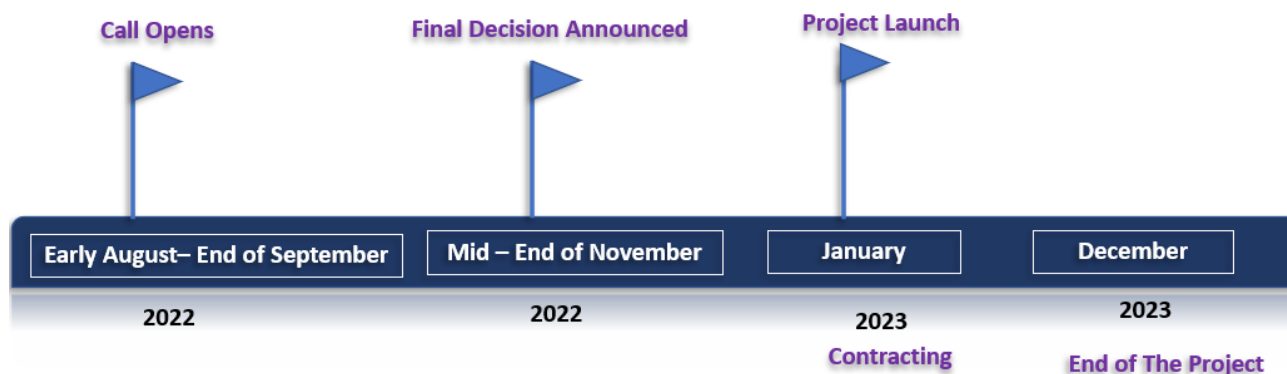 Call Opens
Final Decision Announced
Project Launch
Early August– End of September
Mid – End of November
January
December
2022
2022
2023
2023
Contracting
End of The Project